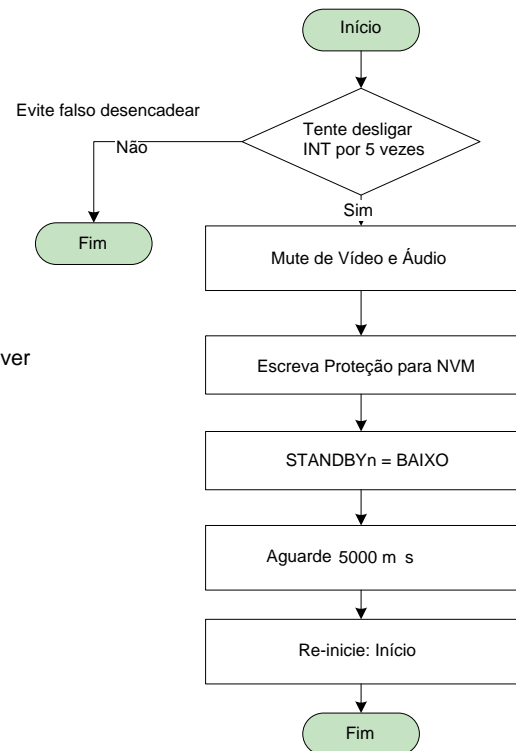 Início
Evite falso desencadear
Tente desligar
INT por 5 vezes
Não
Sim
Fim
Mute de Vídeo e Áudio
ver
Escreva Proteção para NVM
STANDBYn = BAIXO
Aguarde 5000 m s
Re-inicie: Início
Fim